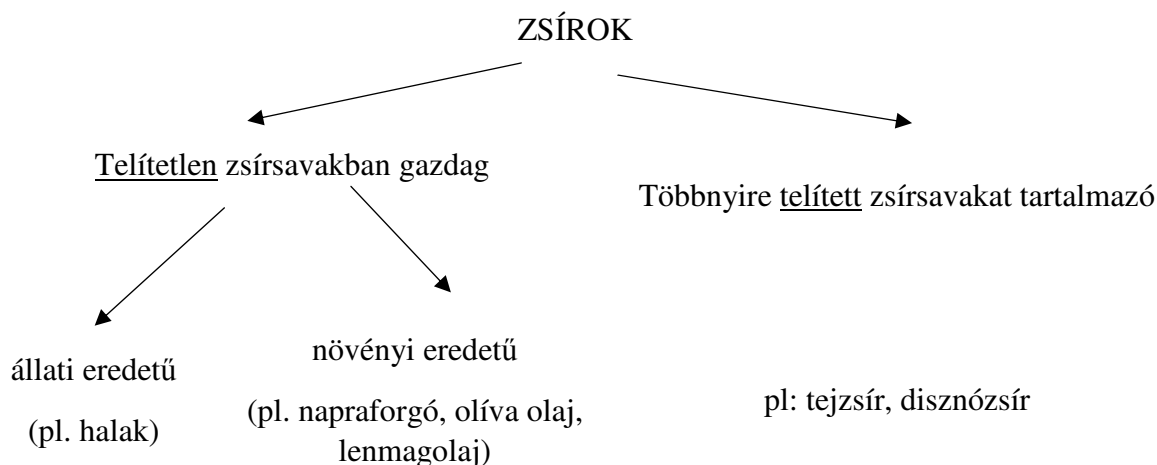 ZSÍROK
Telítetlen zsírsavakban gazdag
Többnyire telített zsírsavakat tartalmazó
állati eredetű
(pl. halak)
növényi eredetű
(pl. napraforgó, olíva olaj,
lenmagolaj)
pl: tejzsír, disznózsír